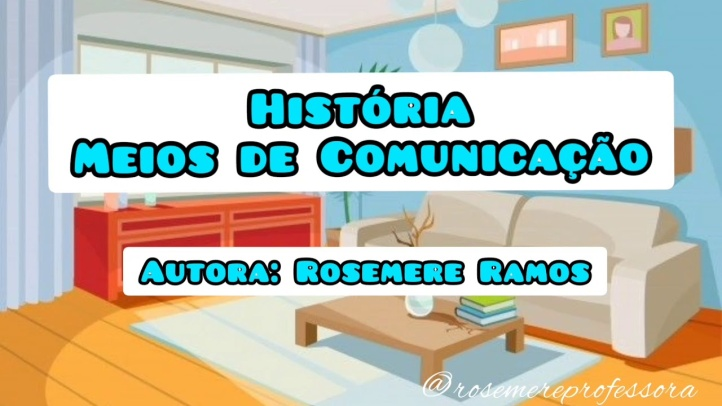 História
Meios de Comunicação
Autora: Rosemere Ramos
@rosemereprofessora